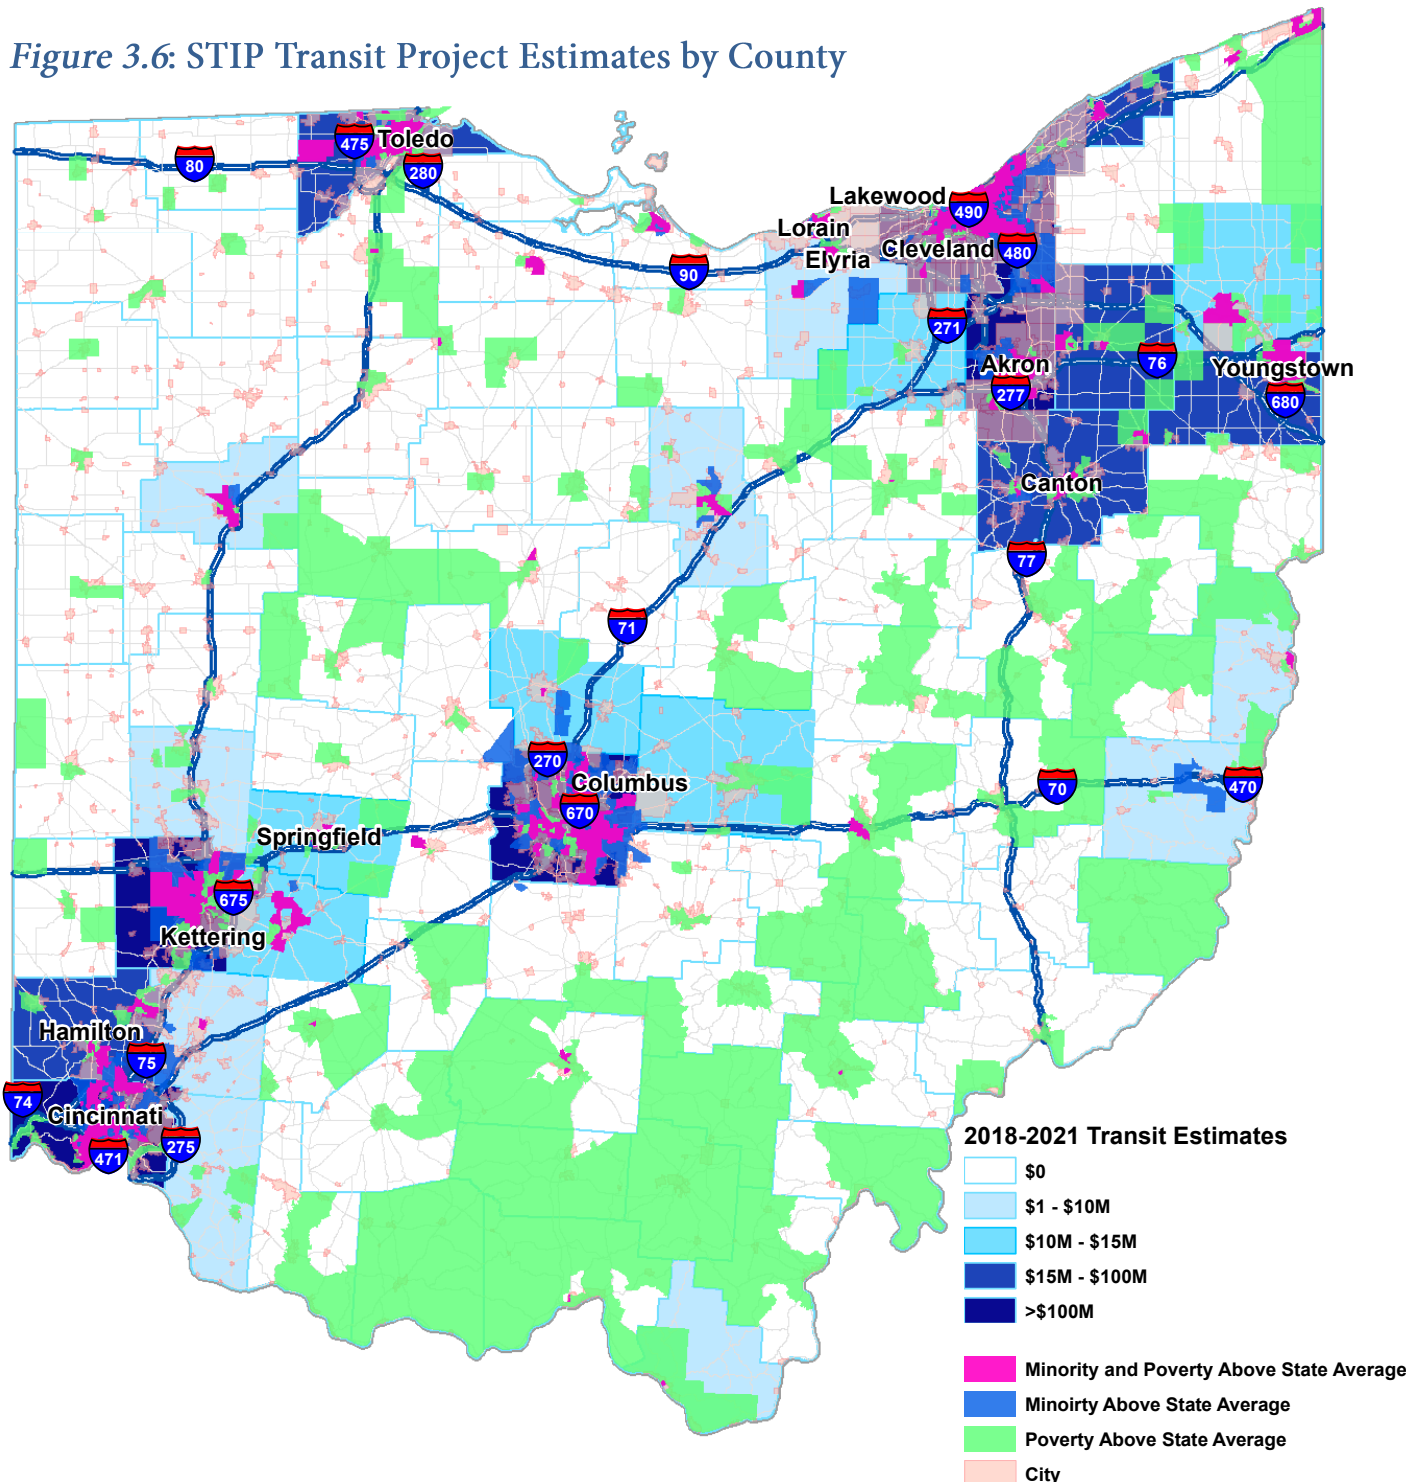 Figure 3.6: STIP Transit Project Estimates by County
475
Toledo
80
280
Lakewood
490
Lorain
Cleveland
480
Elyria
90
271
Akron
76
Youngstown
277
680
Canton
77
71
270
Columbus
70
470
670
Springfield
675
Kettering
Hamilton
75
74
Cincinnati
275
471
2018-2021 Transit Estimates
$0
$1 - $10M
$10M - $15M
$15M - $100M
>$100M
Minority and Poverty Above State Average
Minoirty Above State Average
Poverty Above State Average
City